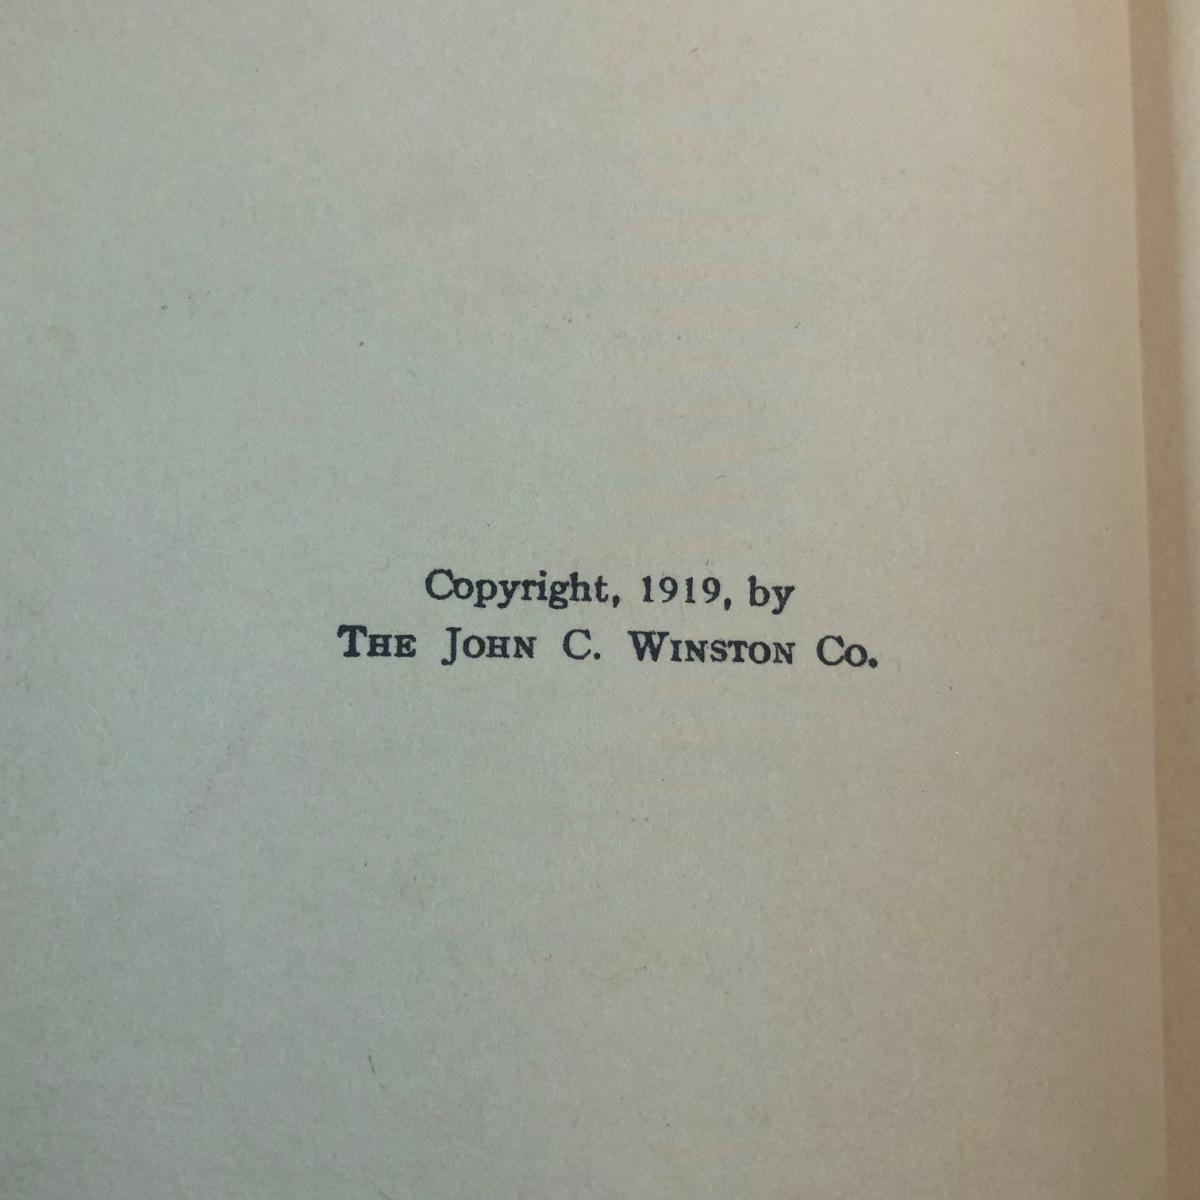 Copyright, 1919, by
THE JOHN C. WINSTON CO.